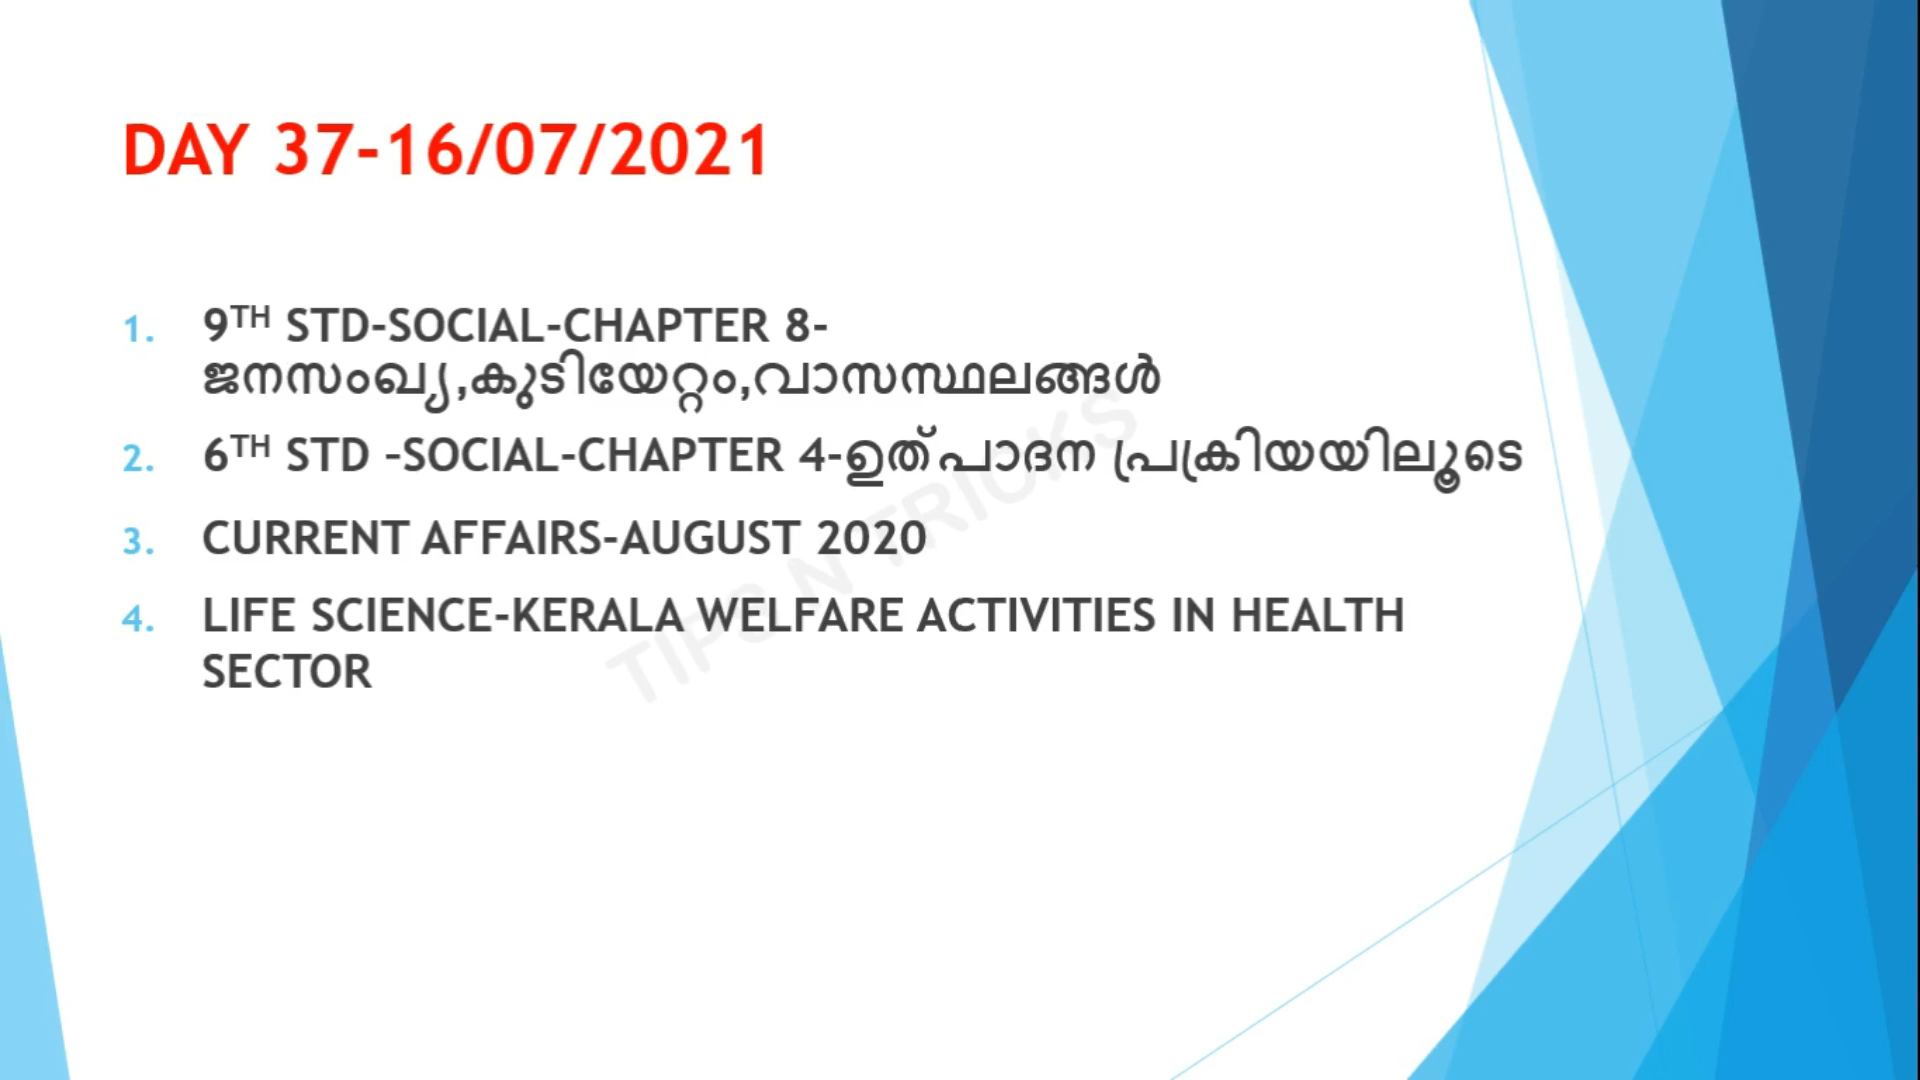 DAY 37-16/07/2021
1. 9TH STD-SOCIAL-CHAPTER 8-
ജനസംഖ്യ,കുടിയേറ്റം,വാസസ്ഥലങ്ങൾ
2. 6TH STD –SOCIAL-CHAPTER 4-ഉത്പാദന പ്രക്രിയയിലൂടെ
3. CURRENT AFFAIRS-AUGUST 2020
4. LIFE SCIENCE-KERALA WELFARE ACTIVITIES IN HEALTH
SECTOR
TIPS N TRICKS